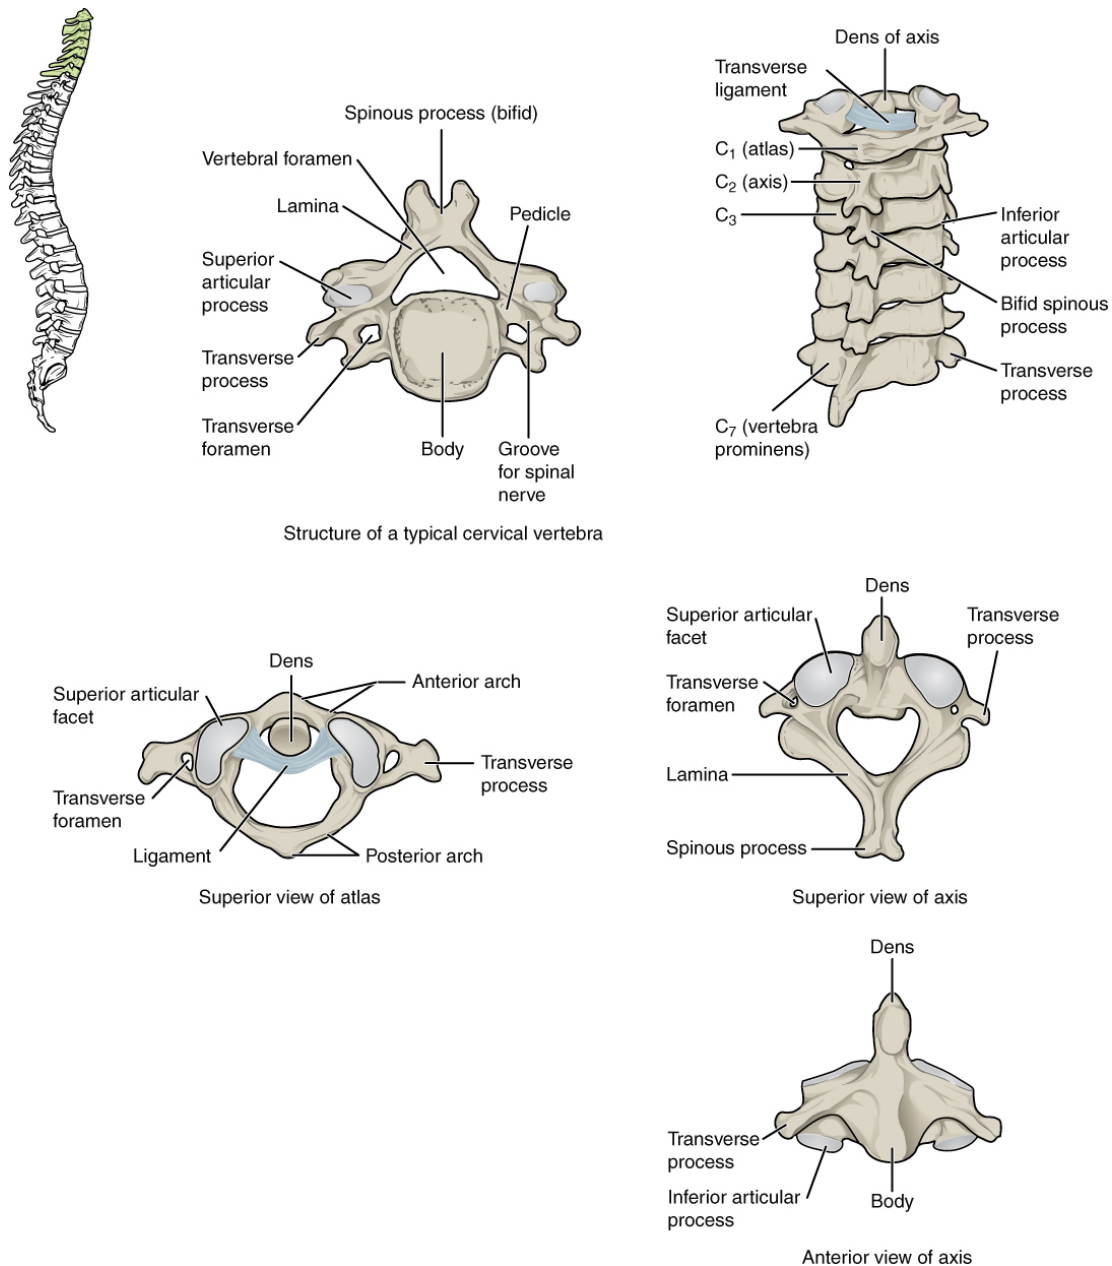 Spinous process (bifid)
Vertebral foramen
Lamina
Pedicle
Superior
articular
process
Transverse
process
Transverse
foramen
Body
Groove
for spinal
nerve
Structure of a typical cervical vertebra
Dens of axis
Transverse
ligament
C₁ (atlas)
C₂ (axis)
C₃
Inferior
articular
process
Bifid spinous
process
Transverse
process
C₇ (vertebra
prominens)
Dens
Anterior arch
Superior articular
facet
Transverse
process
Transverse
foramen
Ligament
Posterior arch
Superior view of atlas
Dens
Superior articular
facet
Transverse
process
Transverse
foramen
Lamina
Spinous process
Superior view of axis
Dens
Transverse
process
Inferior articular
process
Body
Anterior view of axis